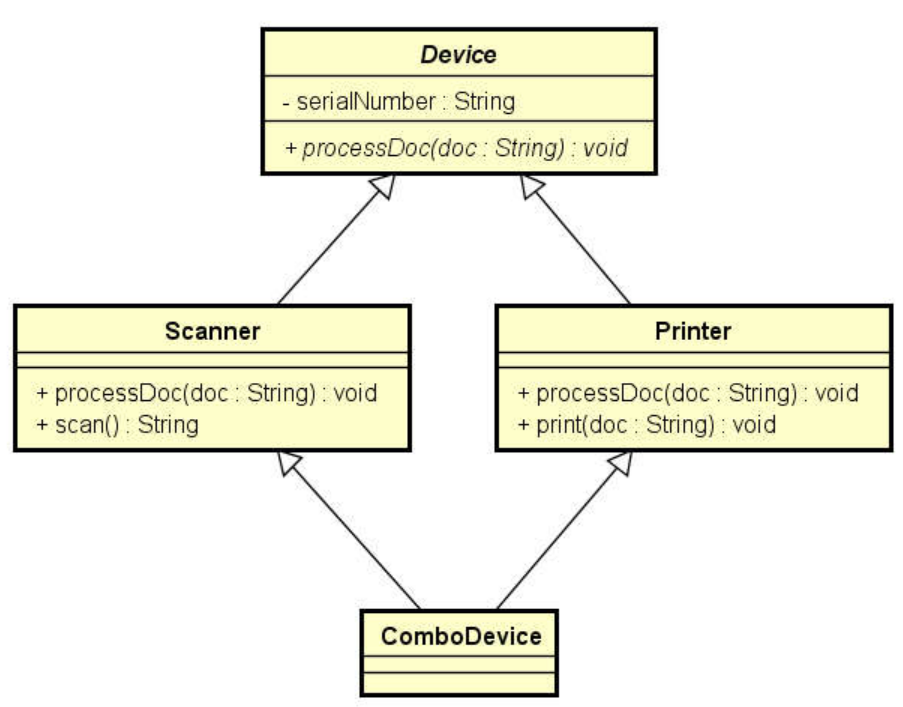 Device
- serialNumber : String
+ processDoc(doc : String) : void
Scanner
+ processDoc(doc : String) : void
+ scan() : String
Printer
+ processDoc(doc : String) : void
+ print(doc : String) : void
ComboDevice